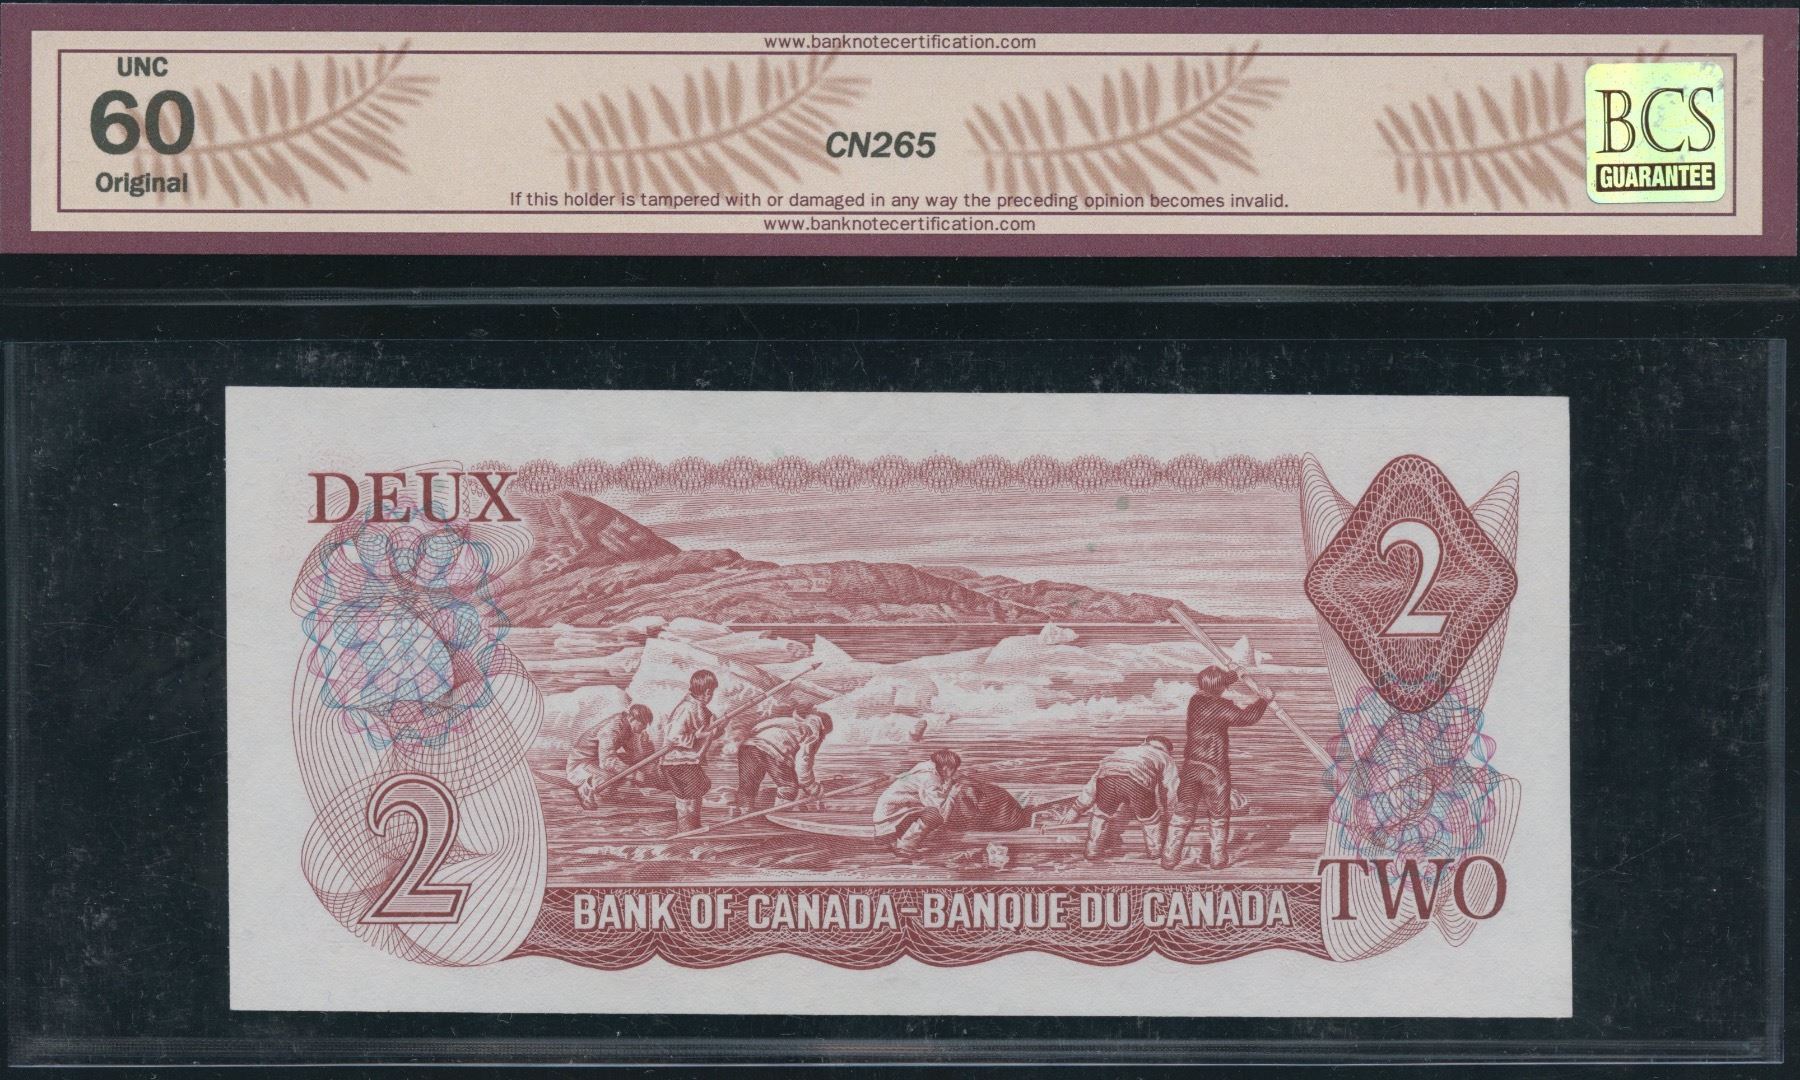 www.banknotecertification.com
UNC
60
Original
CN265
BCS
GUARANTEE
If this holder is tampered with or damaged in any way the preceding opinion becomes invalid.
www.banknotecertification.com
DEUX
2
2
TWO
BANK OF CANADA-BANQUE DU CANADA